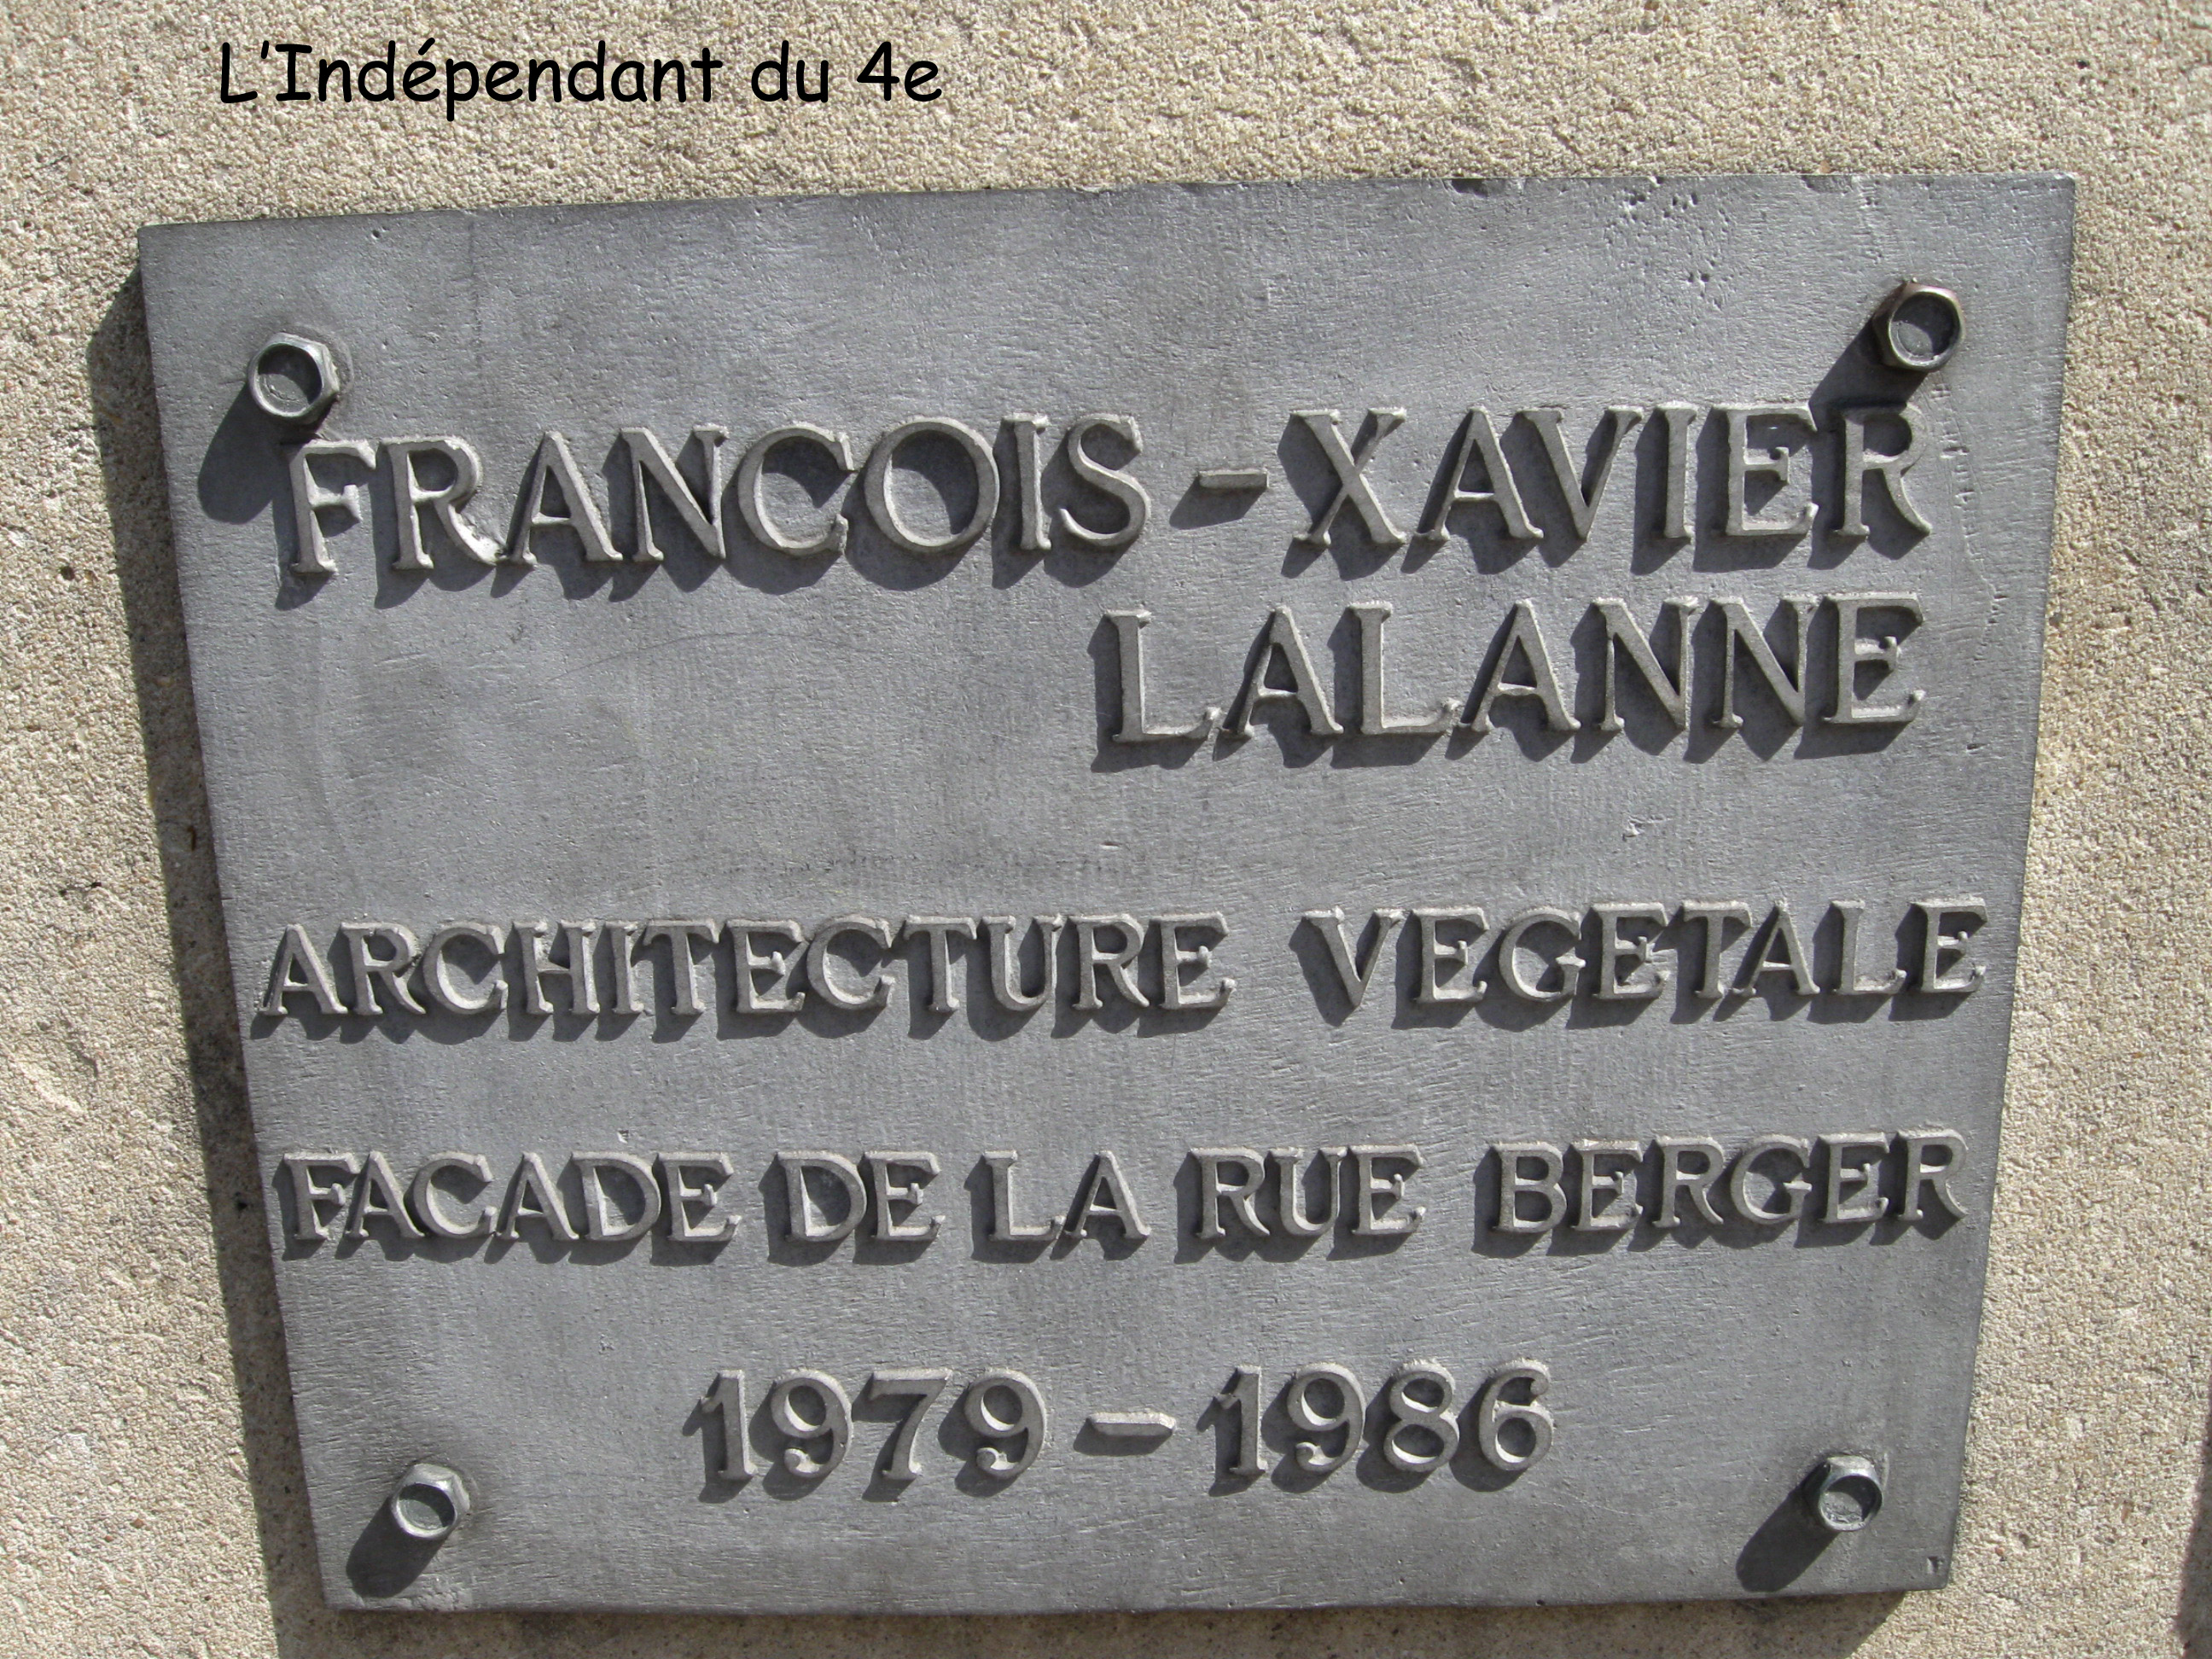 L'Indépendant du 4e
FRANCOIS-XAVIER
LALANNE
ARCHITECTURE VEGETALE
FACADE DE LA RUE BERGER
1979-1986